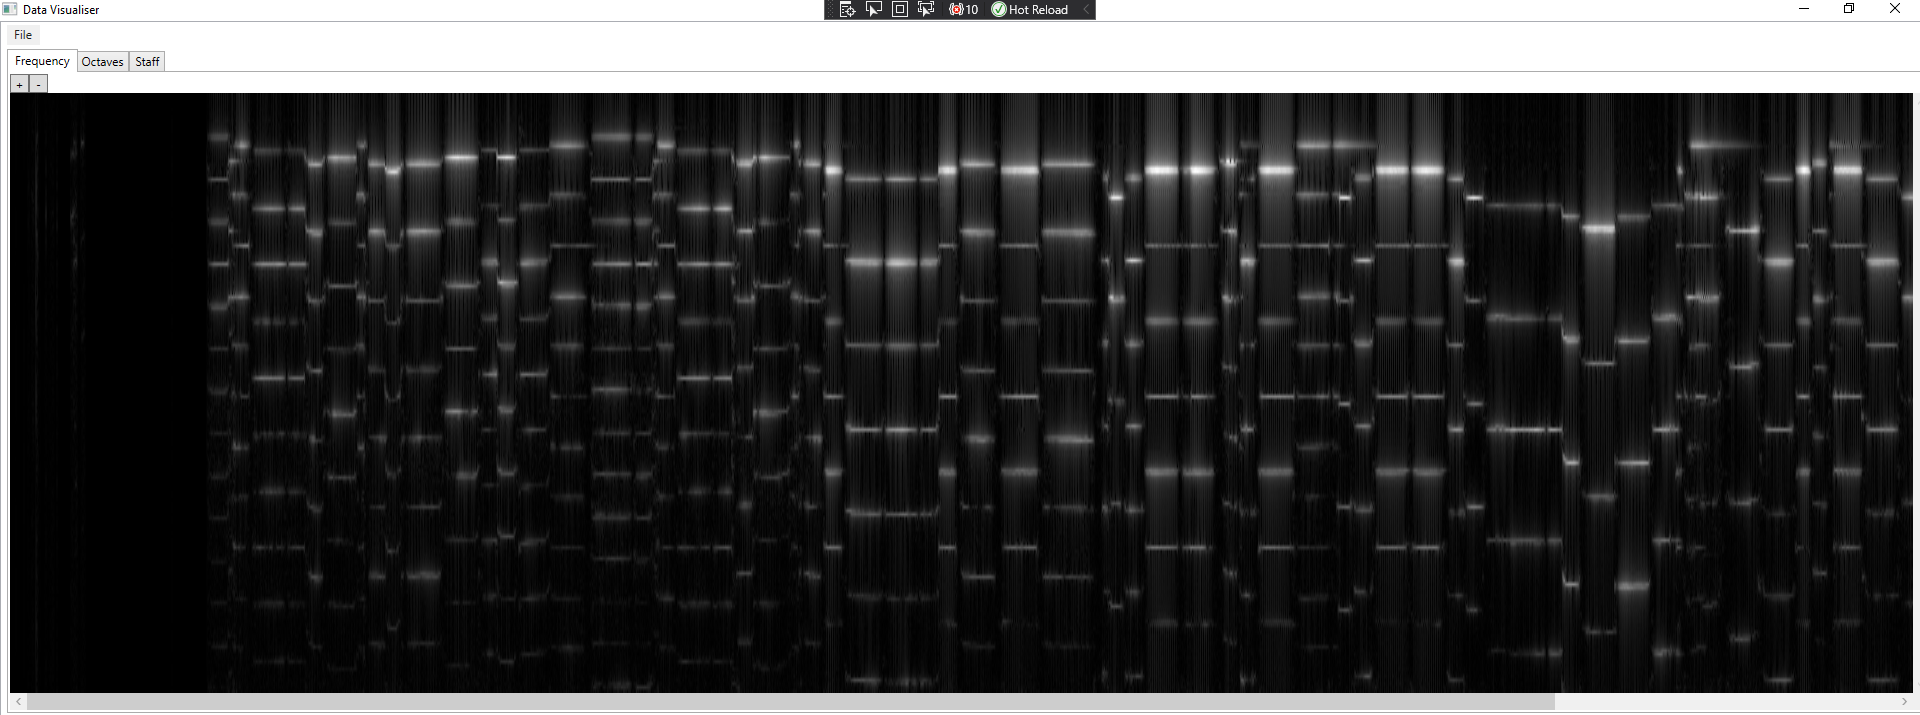 Data Visualiser
10 Hot Reload
File
Frequency Octaves Staff
+ -